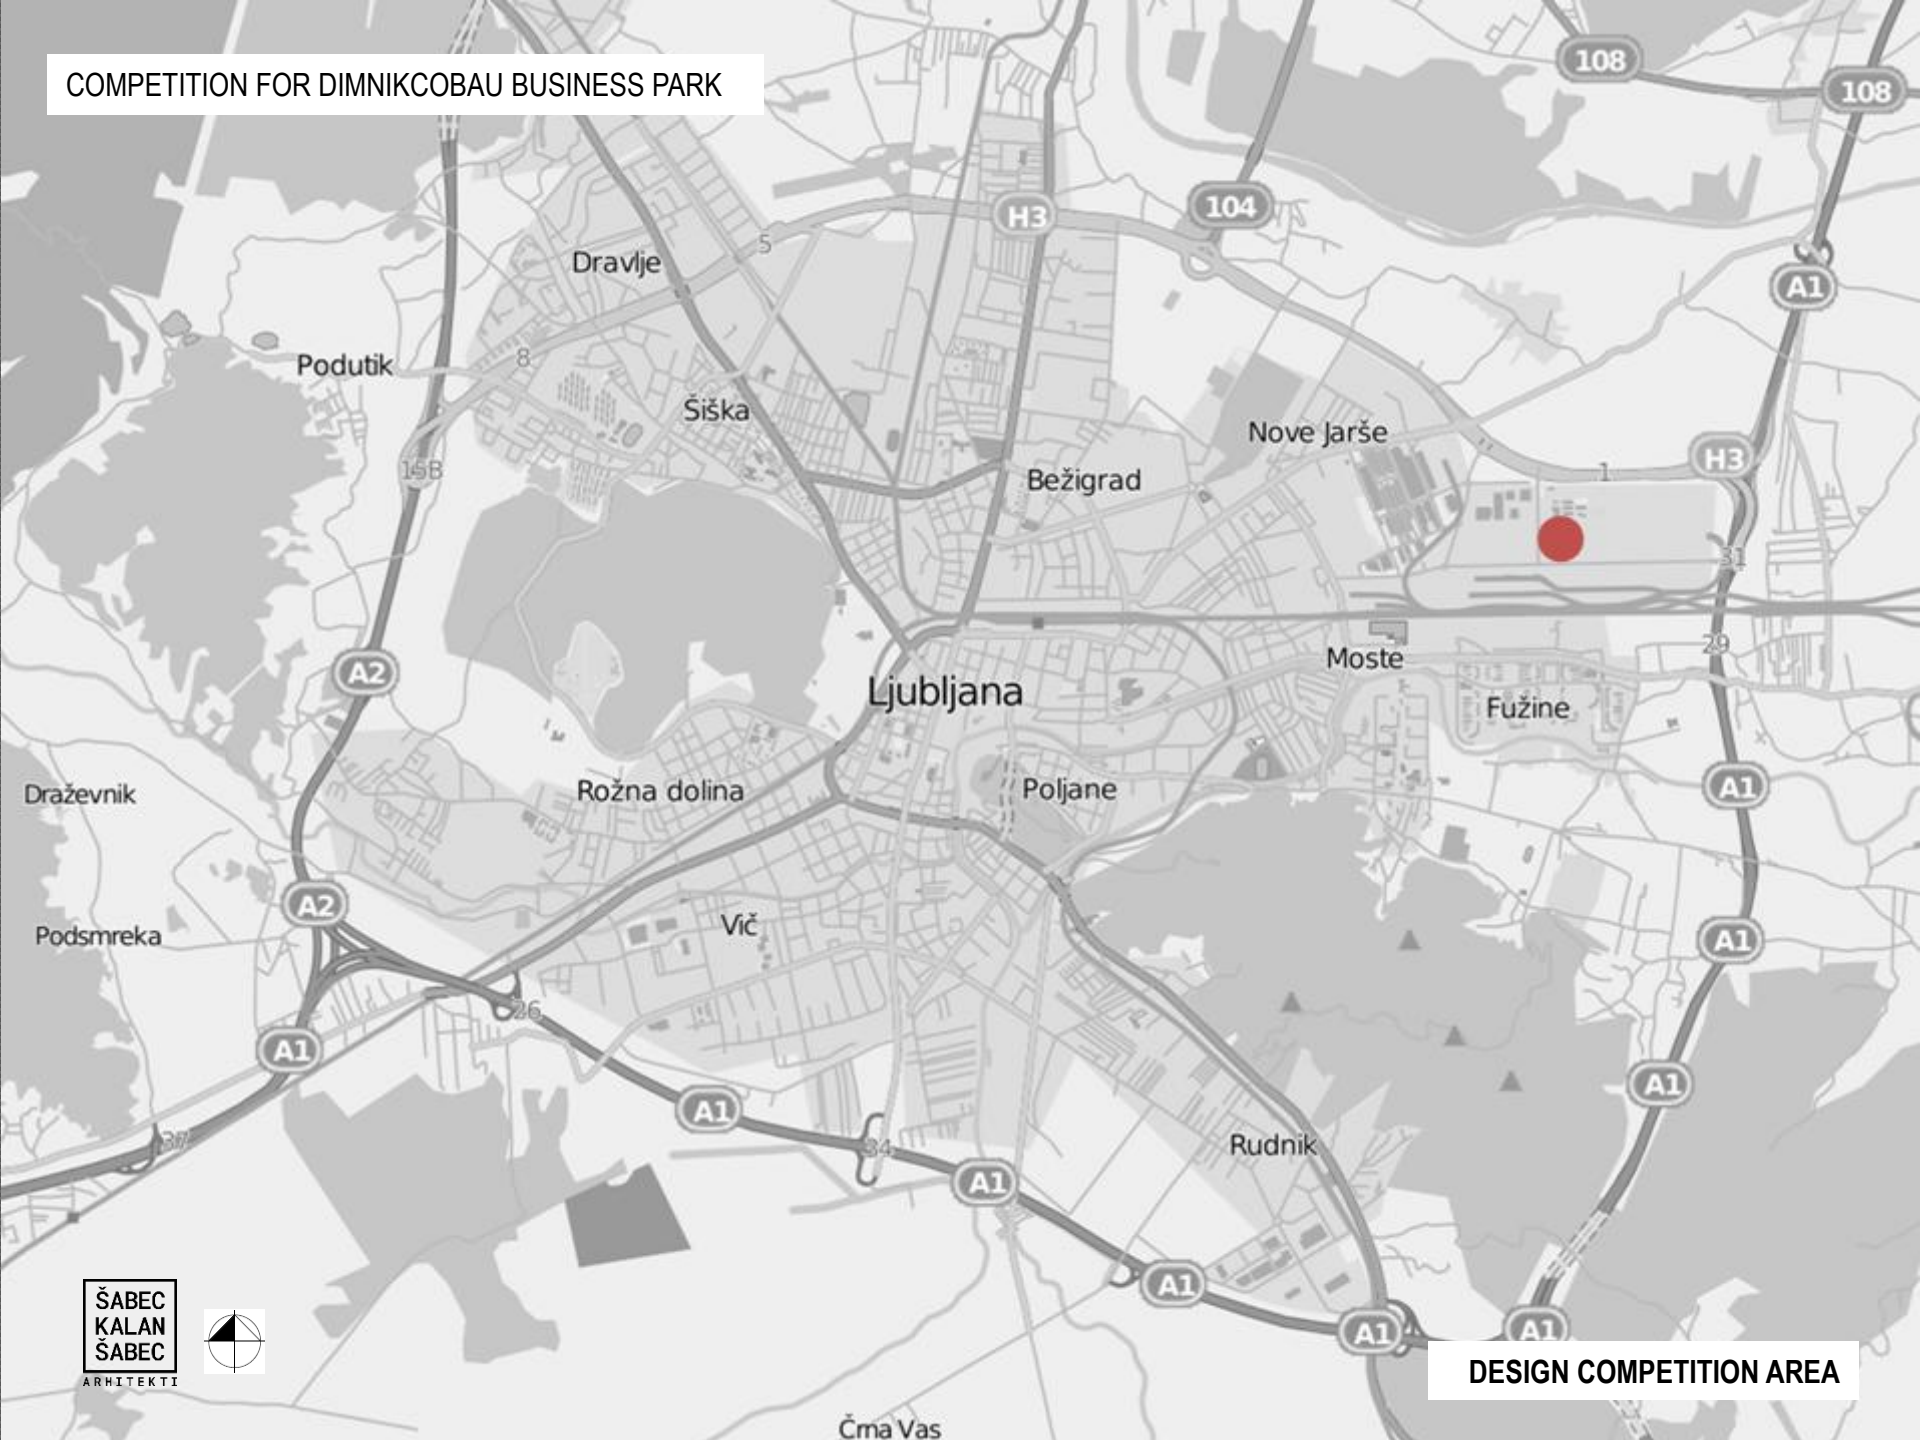 COMPETITION FOR DIMNIKCOBAU BUSINESS PARK
108
108
H3
104
5
Dravlje
A1
Podutik
8
Šiška
Nove Jarše
15B
Bežigrad
1
H3
31
29
A2
Moste
Ljubljana
Fužine
Draževnik
Rožna dolina
Poljane
A1
A2
Podsmreka
Vič
A1
26
A1
A1
A1
37
34
Rudnik
A1
A1
A1
A1
ŠABEC
KALAN
ŠABEC
ARHITEKTI
DESIGN COMPETITION AREA
Črna Vas